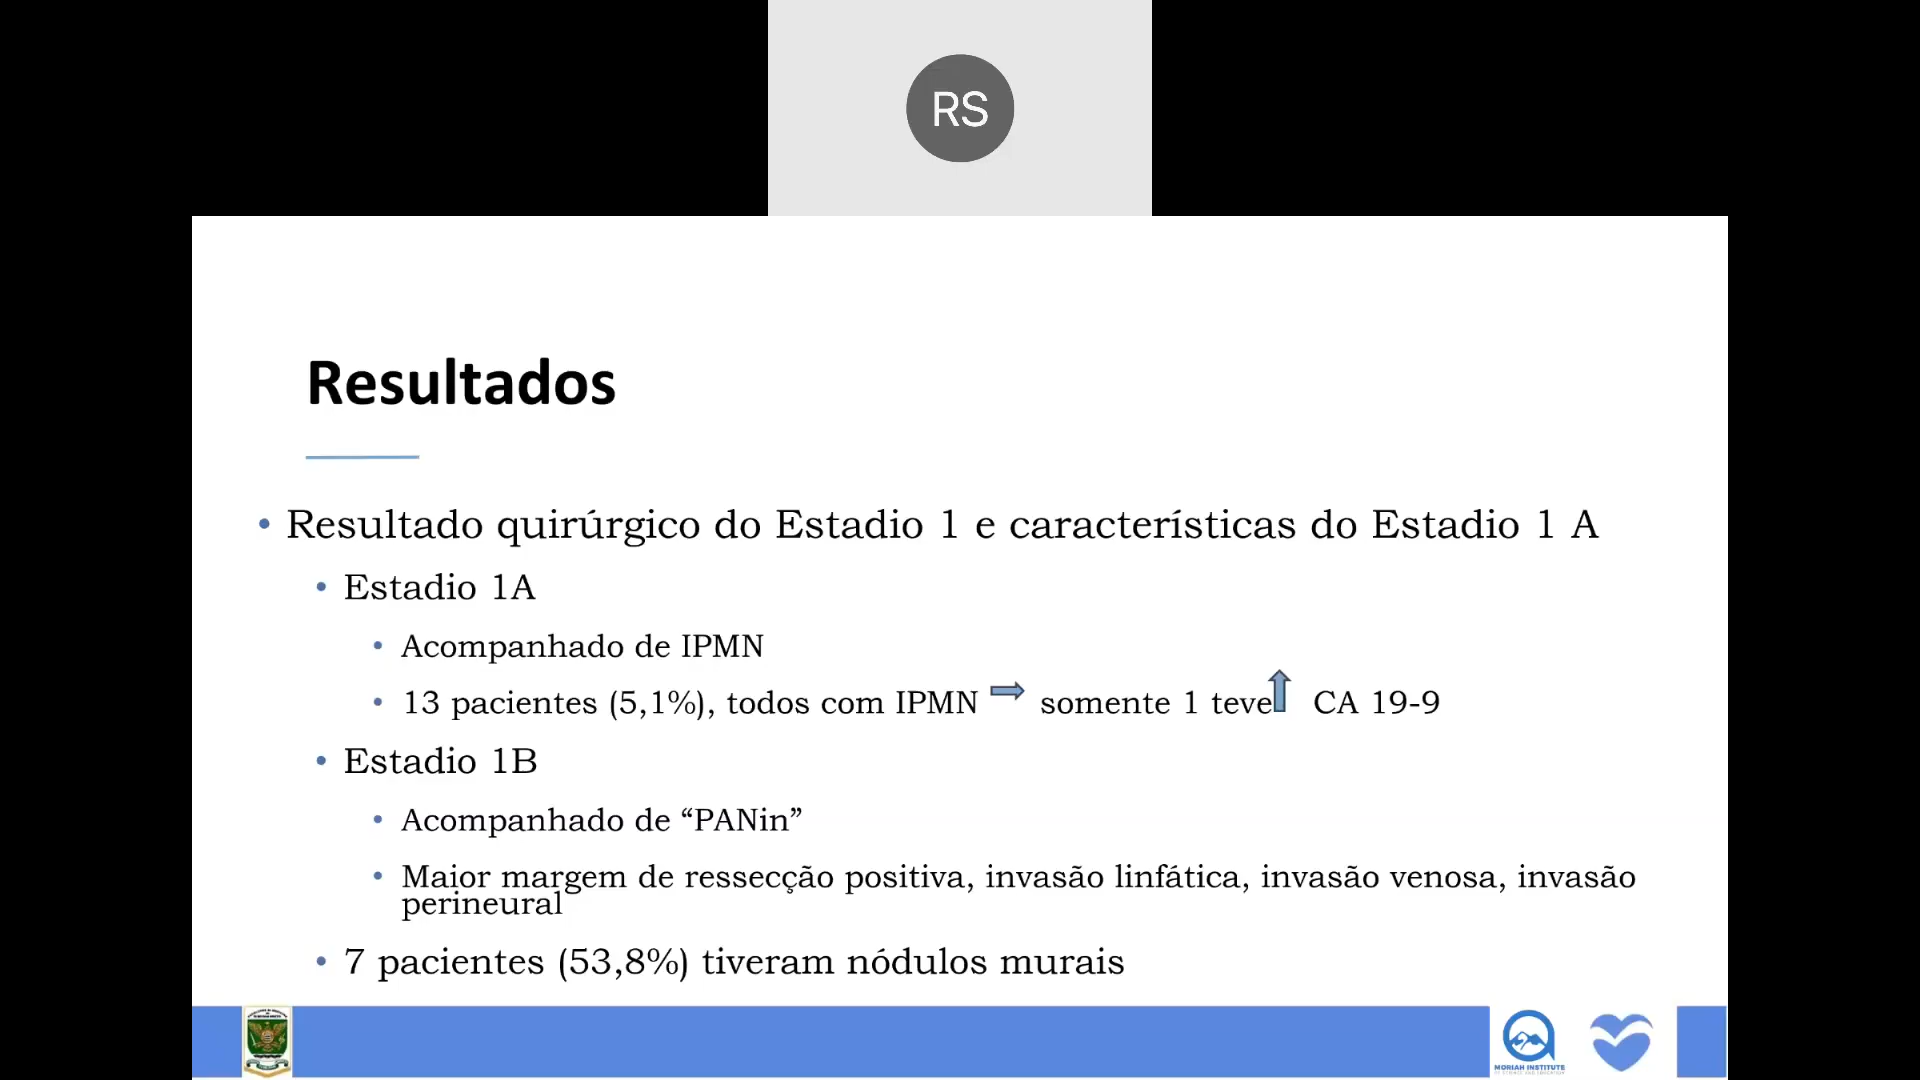 RS
Resultados
• Resultado quirúrgico do Estadio 1 e características do Estadio 1 A
• Estadio 1A
• Acompanhado de IPMN
• 13 pacientes (5,1%), todos com IPMN ➡ somente 1 teve ⬆ CA 19-9
• Estadio 1B
• Acompanhado de “PANin”
• Maior margem de ressecção positiva, invasão linfática, invasão venosa, invasão
perineural
• 7 pacientes (53,8%) tiveram nódulos murais
MORIAH INSTITUTE